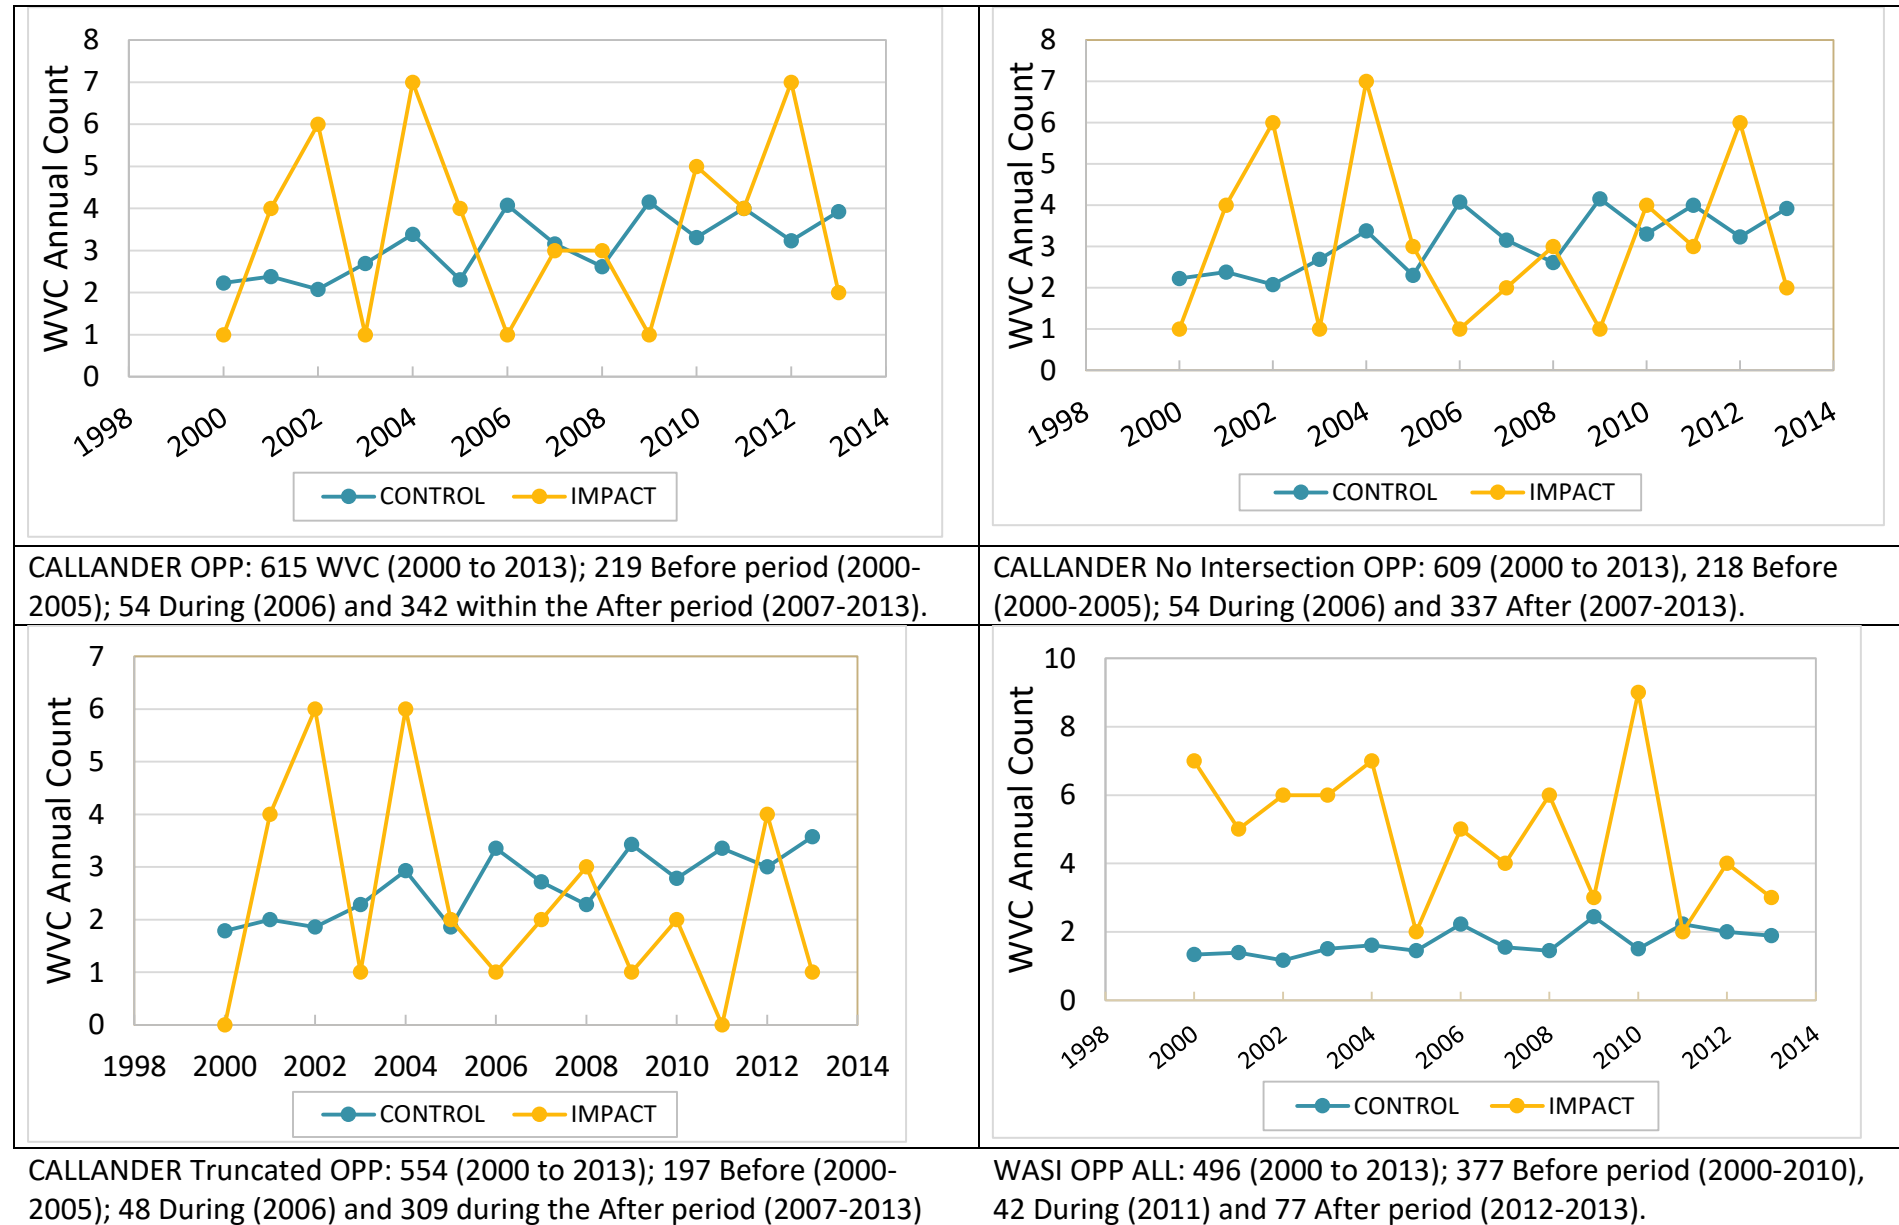 WVC Annual Count
8
7
6
5
4
3
2
1
0
1998 2000 2002 2004 2006 2008 2010 2012 2014
CONTROL IMPACT
WVC Annual Count
8
7
6
5
4
3
2
1
0
1998 2000 2002 2004 2006 2008 2010 2012 2014
CONTROL IMPACT
CALLANDER OPP: 615 WVC (2000 to 2013); 219 Before period (2000-
2005); 54 During (2006) and 342 within the After period (2007-2013).
CALLANDER No Intersection OPP: 609 (2000 to 2013), 218 Before
(2000-2005); 54 During (2006) and 337 After (2007-2013).
WVC Annual Count
7
6
5
4
3
2
1
0
1998 2000 2002 2004 2006 2008 2010 2012 2014
CONTROL IMPACT
WVC Annual Count
10
8
6
4
2
0
1998 2000 2002 2004 2006 2008 2010 2012 2014
CONTROL IMPACT
CALLANDER Truncated OPP: 554 (2000 to 2013); 197 Before (2000-
2005); 48 During (2006) and 309 during the After period (2007-2013)
WASI OPP ALL: 496 (2000 to 2013); 377 Before period (2000-2010),
42 During (2011) and 77 After period (2012-2013).